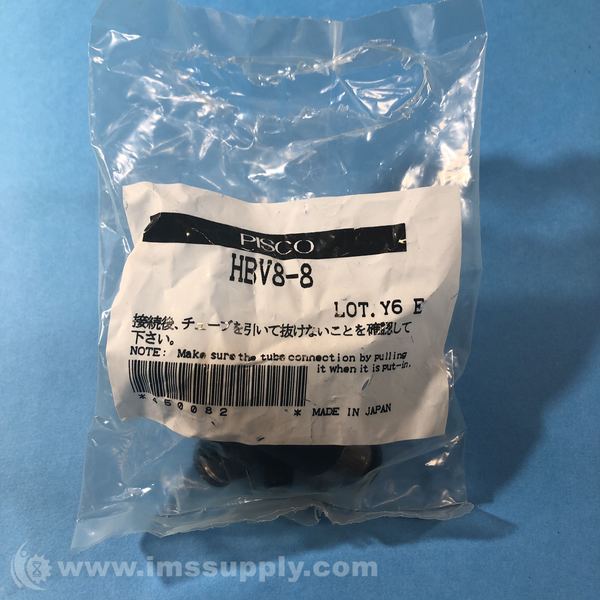 PISCO
HBV8-8
LOT.Y6 E
接続後、チューブを引いて抜けないことを確認して
下さい。
NOTE: Make sure the tube connection by pulling
it when it is put-in.
MADE IN JAPAN
www.imssupply.com